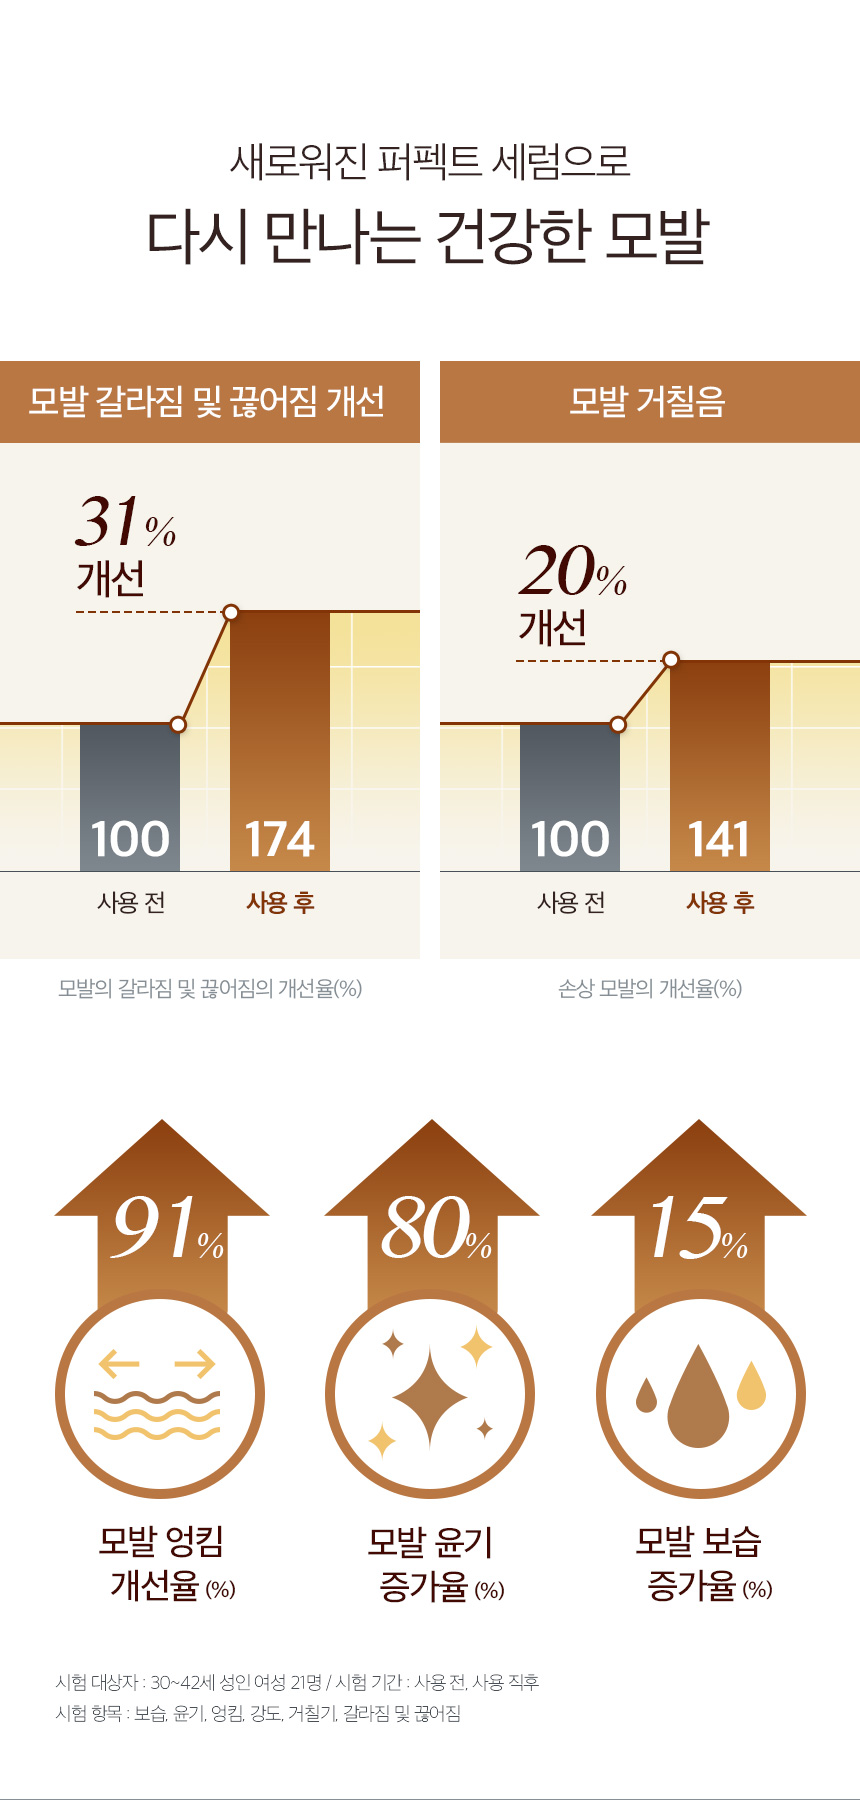 새로워진 퍼펙트 세럼으로
다시 만나는 건강한 모발
모발 갈라짐 및 끊어짐 개선
31%
개선
100
174
사용 전
사용 후
모발의 갈라짐 및 끊어짐의 개선율(%)
모발 거칠음
20%
개선
100
141
사용 전
사용 후
손상 모발의 개선율(%)
91%
모발 엉킴
개선율 (%)
80%
모발 윤기
증가율 (%)
15%
모발 보습
증가율 (%)
시험 대상자 : 30~42세 성인 여성 21명 / 시험 기간 : 사용 전, 사용 직후
시험 항목 : 보습, 윤기, 엉킴, 강도, 거칠기, 갈라짐 및 끊어짐